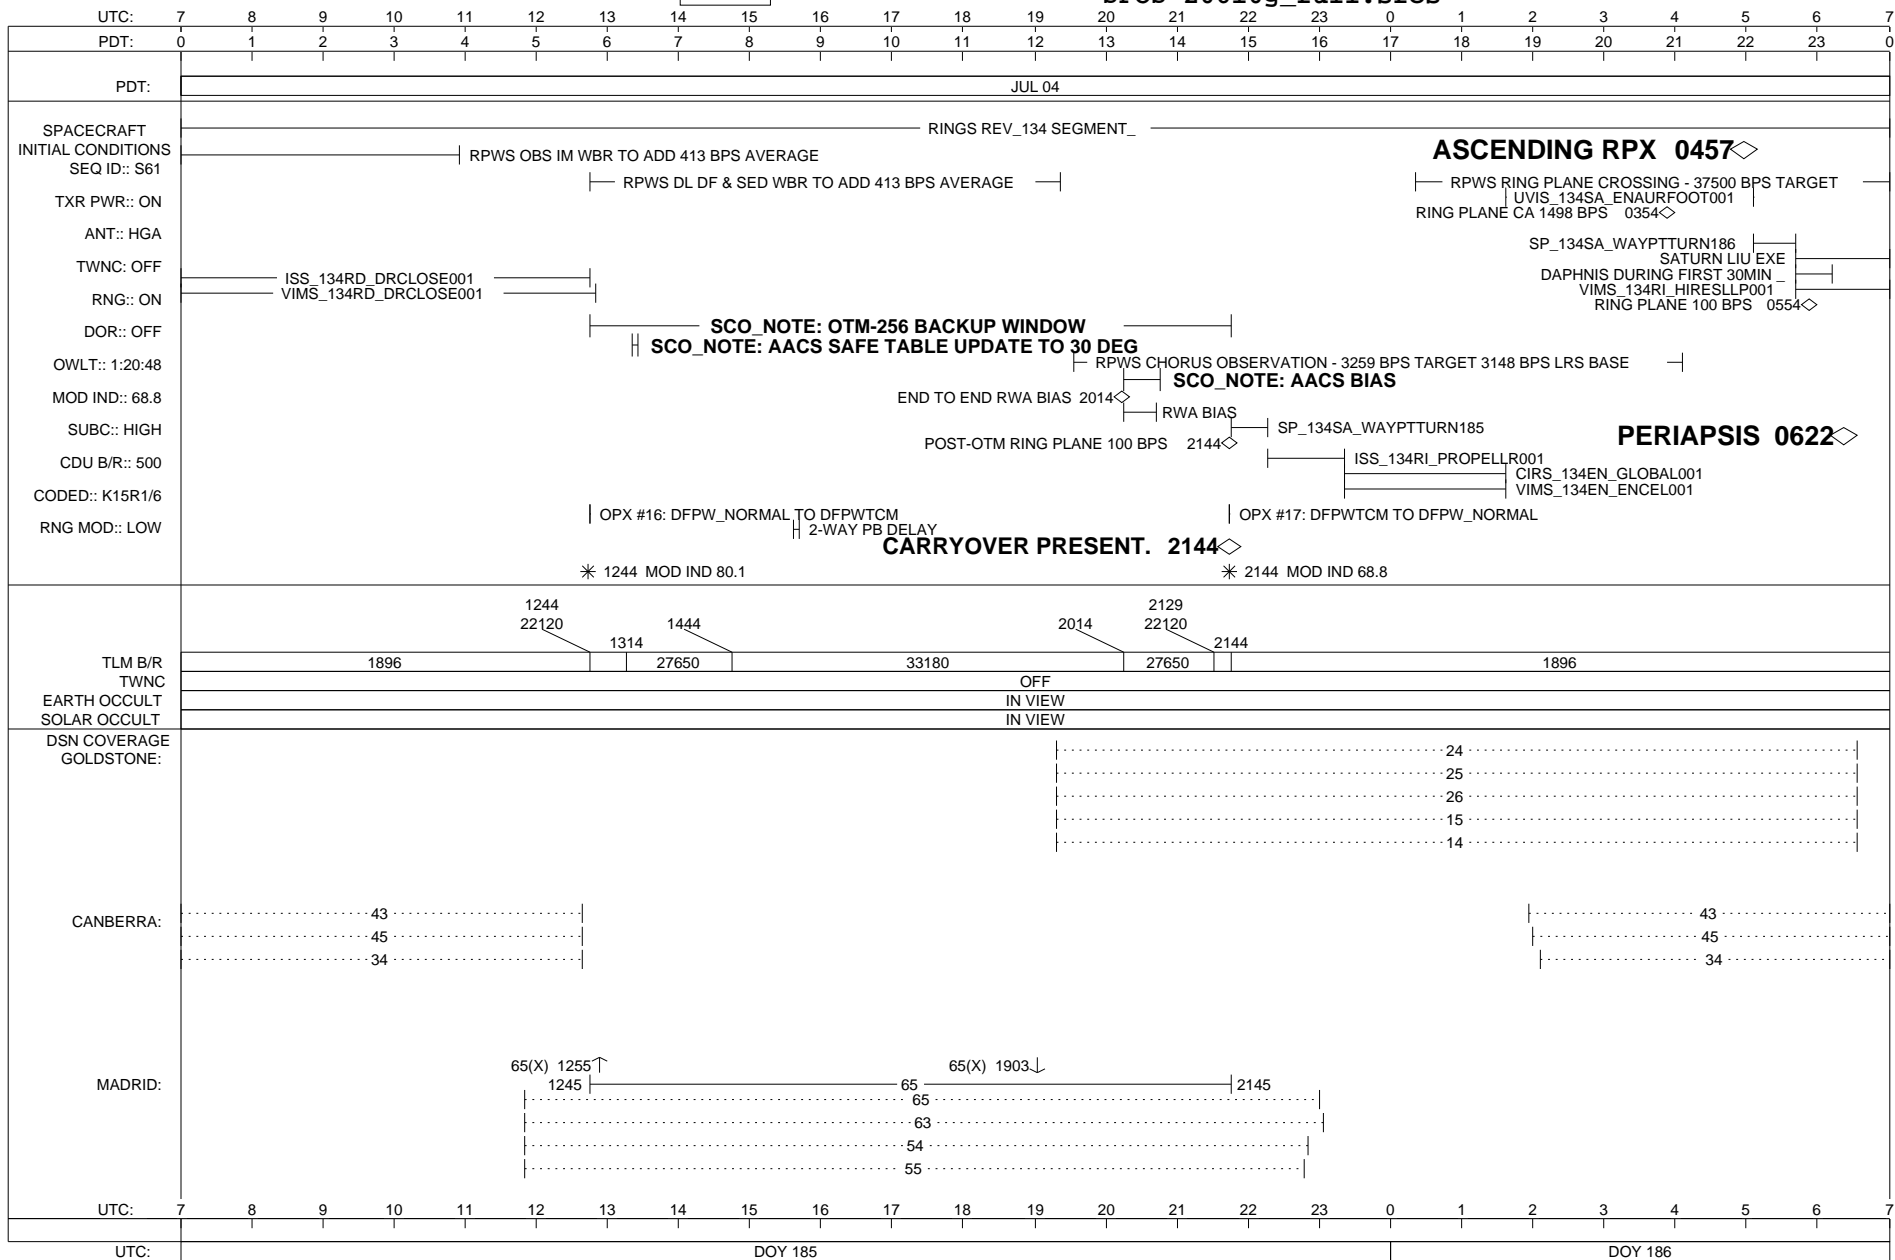 UTC: 7 8 9 10 11 12 13 14 15 16 17 18 19 20 21 22 23 0 1 2 3 4 5 6 7
PDT: 0 1 2 3 4 5 6 7 8 9 10 11 12 13 14 15 16 17 18 19 20 21 22 23 0
PDT: JUL 04
SPACECRAFT
INITIAL CONDITIONS
SEQ ID:: S61
TXR PWR:: ON
ANT:: HGA
TWNC: OFF
RNG:: ON
DOR:: OFF
OWLT:: 1:20:48
MOD IND:: 68.8
SUBC:: HIGH
CDU B/R:: 500
CODED:: K15R1/6
RNG MOD:: LOW
RINGS REV_134 SEGMENT_
RPWS OBS IM WBR TO ADD 413 BPS AVERAGE
ASCENDING RPX 0457
RPWS DL DF & SED WBR TO ADD 413 BPS AVERAGE
RPWS RING PLANE CROSSING - 37500 BPS TARGET
UVIS_134SA_ENAURFOOT001
RING PLANE CA 1498 BPS 0354
SP_134SA_WAYPTTURN186
SATURN LIU EXE
ISS_134RD_DRCLOSE001
DAPHNIS DURING FIRST 30MIN_
VIMS_134RD_DRCLOSE001
VIMS_134RI_HIRESLLP001
RING PLANE 100 BPS 0554
SCO_NOTE: OTM-256 BACKUP WINDOW
SCO_NOTE: AACS SAFE TABLE UPDATE TO 30 DEG
RPWS CHORUS OBSERVATION - 3259 BPS TARGET 3148 BPS LRS BASE
SCO_NOTE: AACS BIAS
END TO END RWA BIAS 2014
RWA BIAS
SP_134SA_WAYPTTURN185
POST-OTM RING PLANE 100 BPS 2144
PERIAPSIS 0622
ISS_134RI_PROPELLR001
CIRS_134EN_GLOBAL001
VIMS_134EN_ENCEL001
OPX #16: DFPW_NORMAL TO DFPWTCM
OPX #17: DFPWTCM TO DFPW_NORMAL
2-WAY PB DELAY
CARRYOVER PRESENT. 2144
1244 MOD IND 80.1
2144 MOD IND 68.8
1244 2129
22120 1444 2014 22120
1314 2144
TLM B/R 1896 27650 33180 27650 1896
TWNC OFF
EARTH OCCULT IN VIEW
SOLAR OCCULT IN VIEW
DSN COVERAGE
GOLDSTONE:
24
25
26
15
14
CANBERRA:
43 43
45 45
34 34
MADRID:
65(X) 1255 65(X) 1903
1245 65 2145
65
63
54
55
UTC: 7 8 9 10 11 12 13 14 15 16 17 18 19 20 21 22 23 0 1 2 3 4 5 6 7
UTC: DOY 185 DOY 186